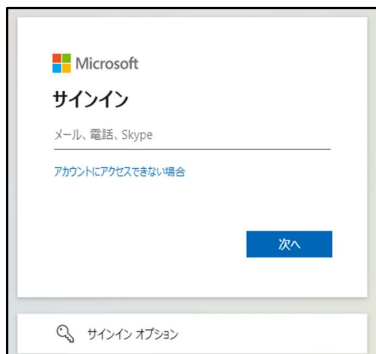 Microsoft
サインイン
メール、電話、Skype
アカウントにアクセスできない場合
次へ
サインイン オプション